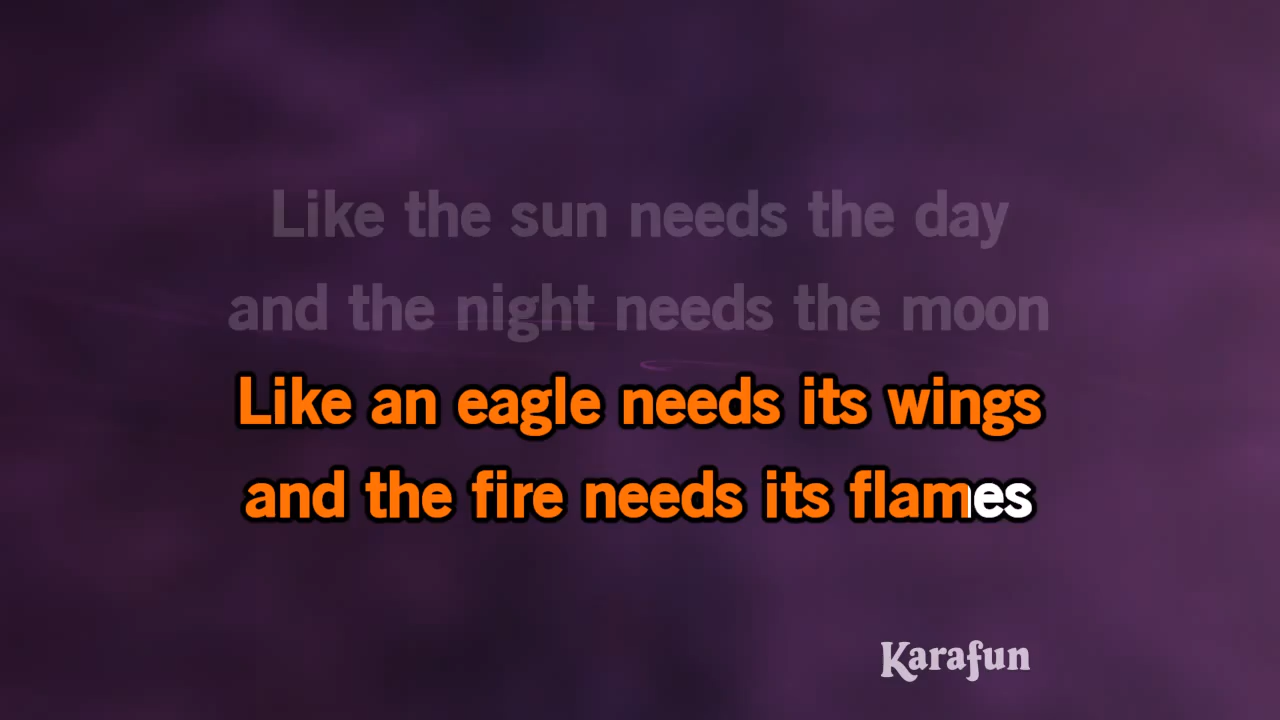 Like the sun needs the day
and the night needs the moon
Like an eagle needs its wings
and the fire needs its flames
Karafun